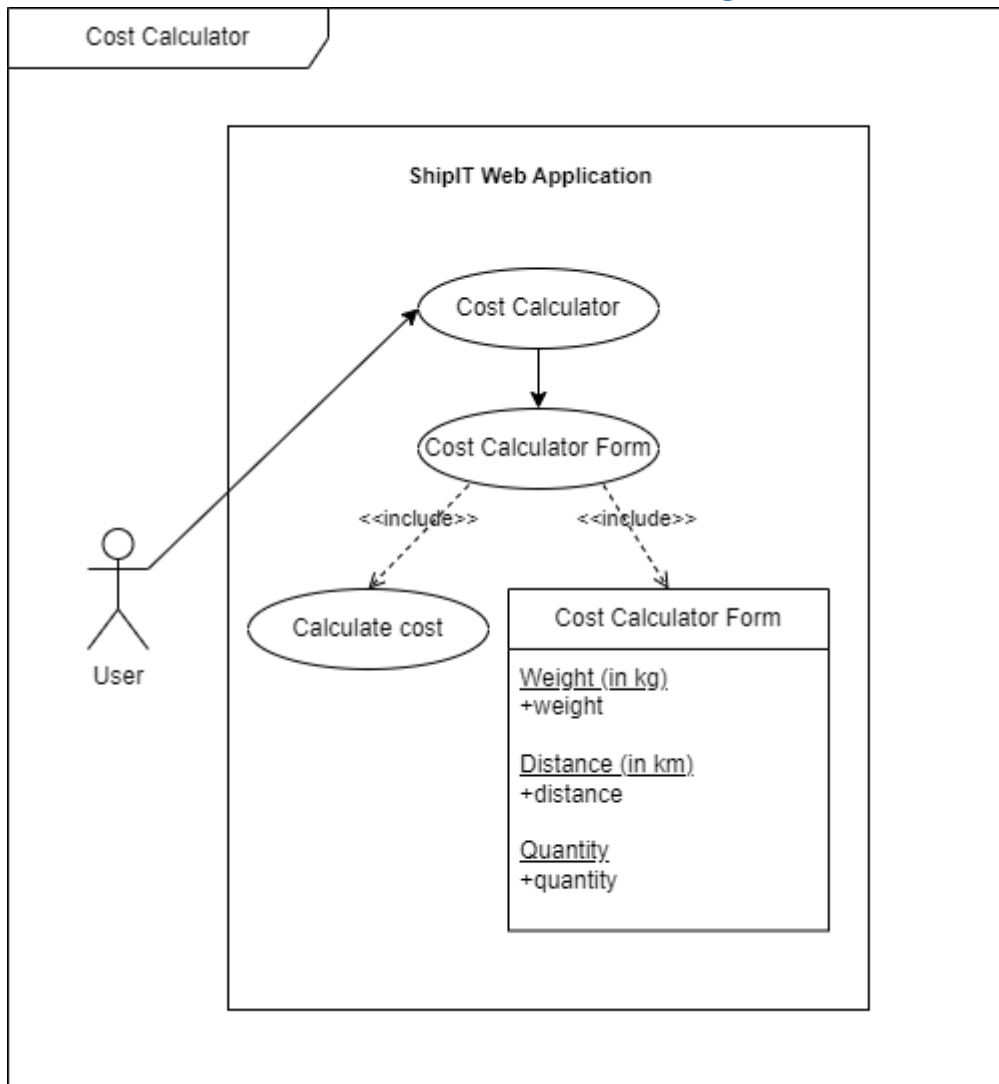 Cost Calculator
ShipIT Web Application
Cost Calculator
Cost Calculator Form
<<include>>
<<include>>
User
Calculate cost
Cost Calculator Form
Weight (in kg)
+weight
Distance (in km)
+distance
Quantity
+quantity